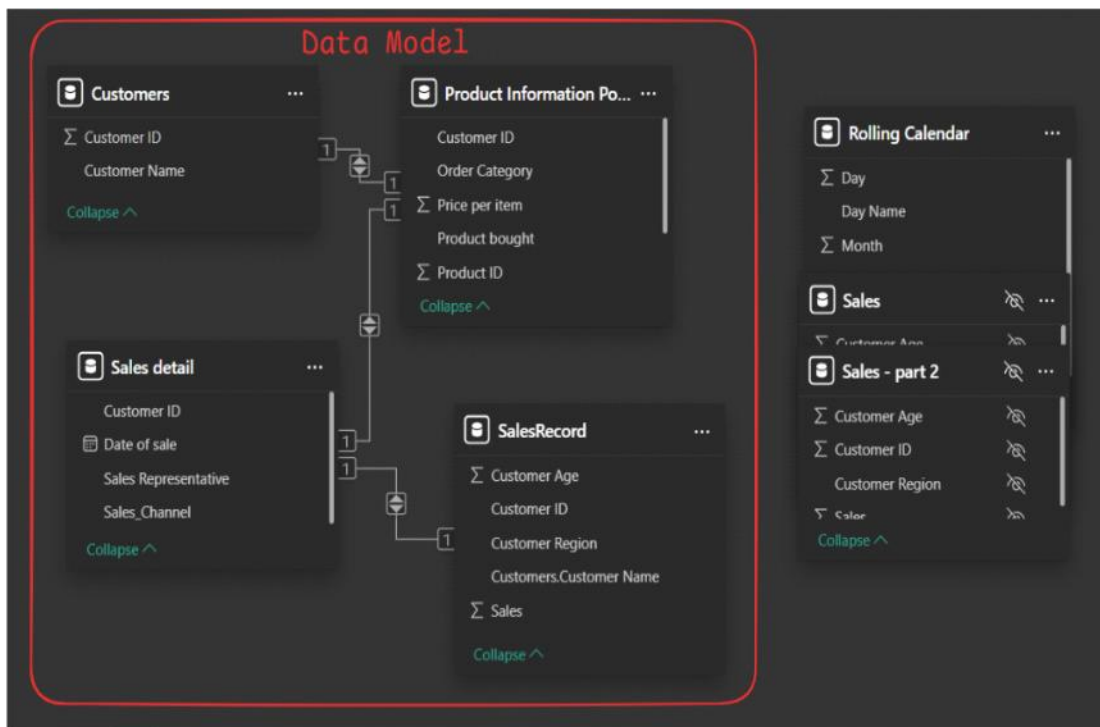 Data Model
Customers
Σ Customer ID
Customer Name
Collapse
1
Product Information Po...
Customer ID
Order Category
Σ Price per item
Product bought
Σ Product ID
Collapse
1
1
Sales detail
Customer ID
Date of sale
Sales Representative
Sales_Channel
Collapse
1
1
SalesRecord
Σ Customer Age
Customer ID
Customer Region
Customers.Customer Name
Σ Sales
Collapse
1
Rolling Calendar
Σ Day
Day Name
Σ Month
Sales
Σ Customer Age
Sales - part 2
Σ Customer Age
Σ Customer ID
Customer Region
Σ Sales
Collapse